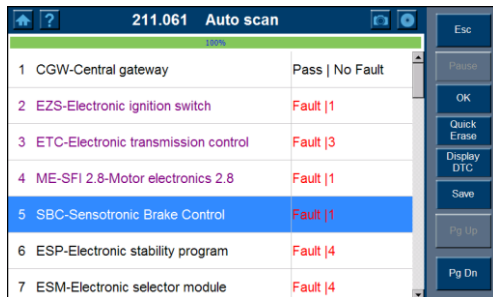 ? 211.061 Auto scan
100%
1 CGW-Central gateway Pass | No Fault
2 EZS-Electronic ignition switch Fault |1
3 ETC-Electronic transmission control Fault |3
4 ME-SFI 2.8-Motor electronics 2.8 Fault |1
5 SBC-Sensotronic Brake Control Fault |1
6 ESP-Electronic stability program Fault |4
7 ESM-Electronic selector module Fault |4
Esc
Pause
OK
Quick
Erase
Display
DTC
Save
Pg Up
Pg Dn